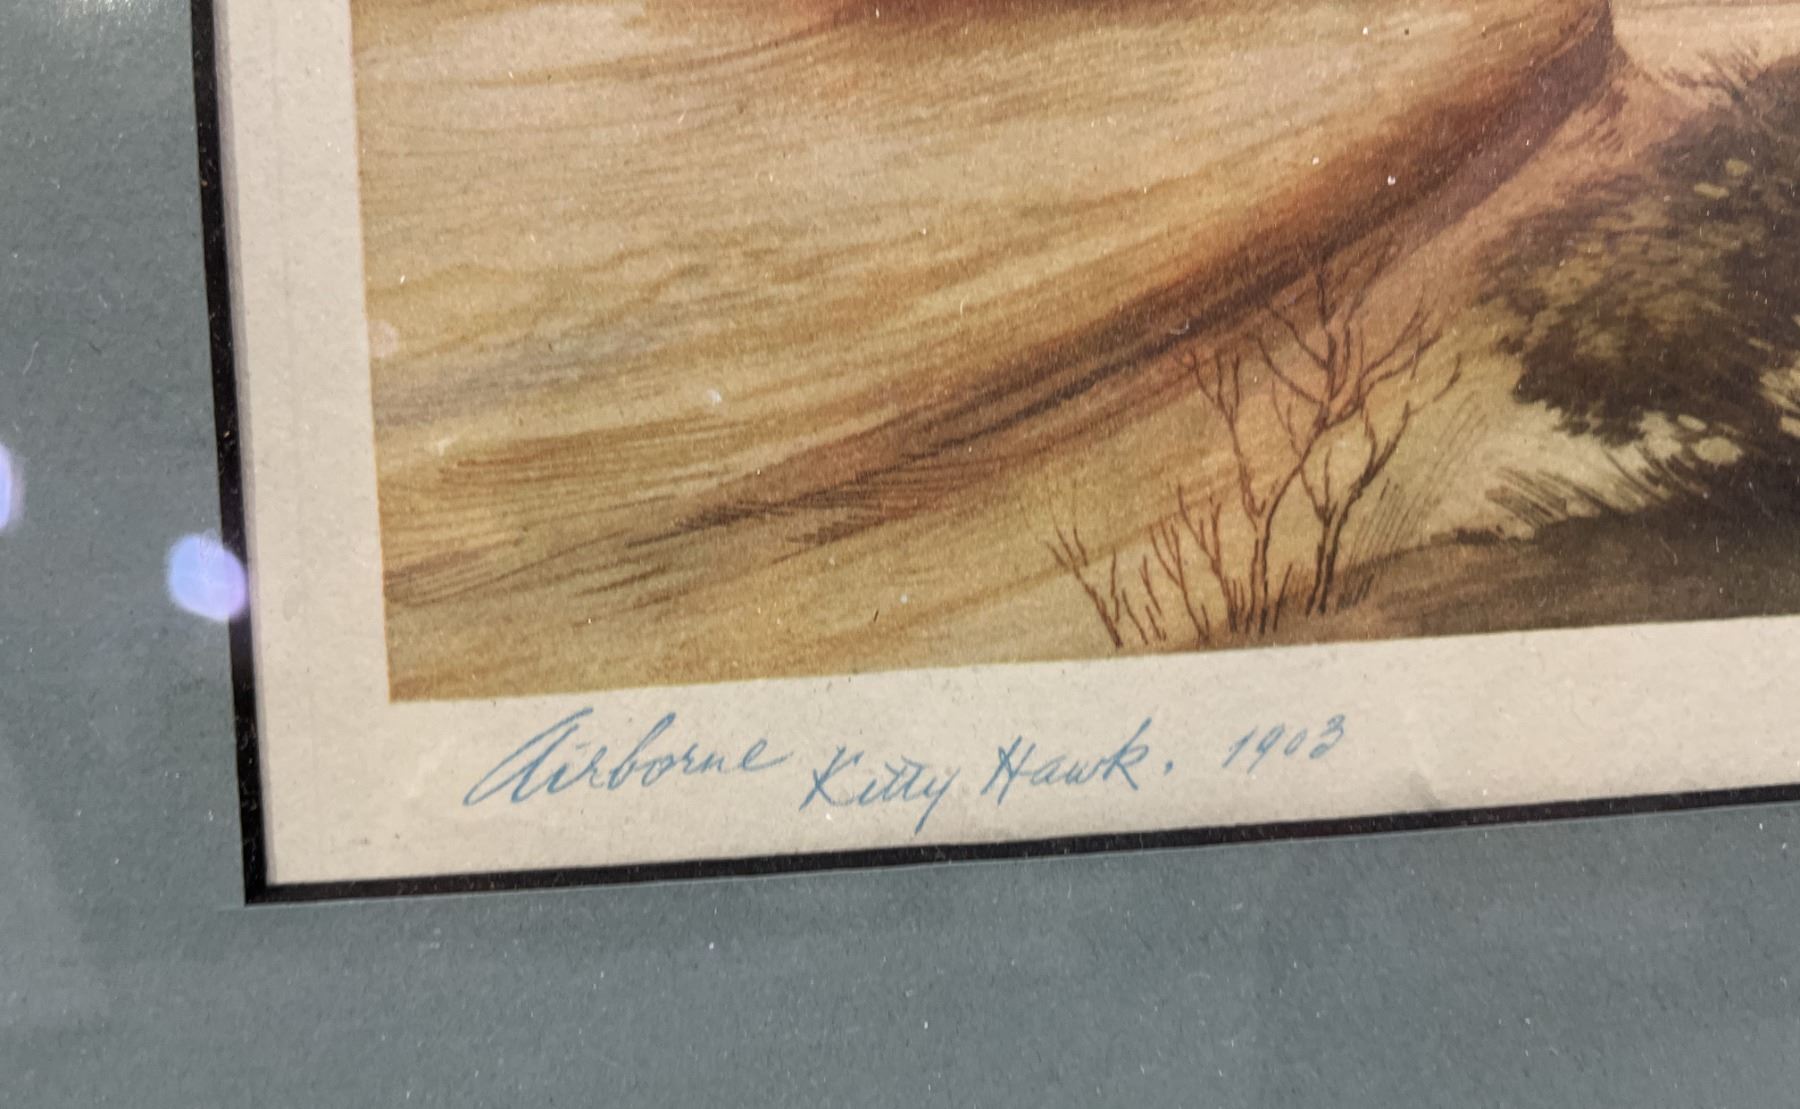 Airborne Kitty Hawk. 1903